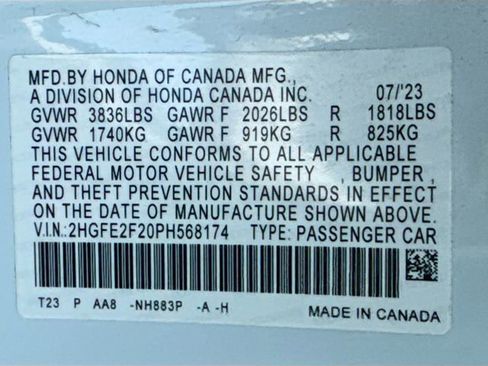 MFD.BY HONDA OF CANADA MFG.,
A DIVISION OF HONDA CANADA INC. 07/'23
GVWR 3836LBS GAWR F 2026LBS R 1818LBS
GVWR 1740KG GAWR F 919KG R 825KG
THIS VEHICLE CONFORMS TO ALL APPLICABLE
FEDERAL MOTOR VEHICLE SAFETY , BUMPER ,
AND THEFT PREVENTION STANDARDS IN EFFECT
ON THE DATE OF MANUFACTURE SHOWN ABOVE.
V.I.N.:2HGFE2F20PH568174 TYPE: PASSENGER CAR
T23 P AA8 -NH883P -A -H MADE IN CANADA